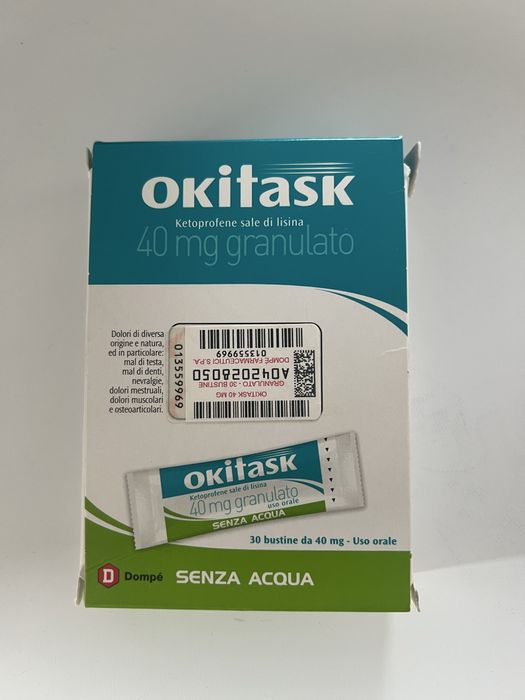 OKITASK
Ketoprofene sale di lisina
40 mg granulato
Dolori di diversa
origine e natura,
ed in particolare:
mal di testa,
mal di denti,
nevralgie,
dolori mestruali,
dolori muscolari
e osteoarticolari.
013559969
OKITASK 40 MG
GRANULATO - 30 BUSTINE
A042028050
013559969
DOMPÉ FARMACEUTICI S.P.A.
OKITASK
Ketoprofene sale di lisina
40 mg granulato
uso orale
SENZA ACQUA
30 bustine da 40 mg - Uso orale
D Dompé SENZA ACQUA